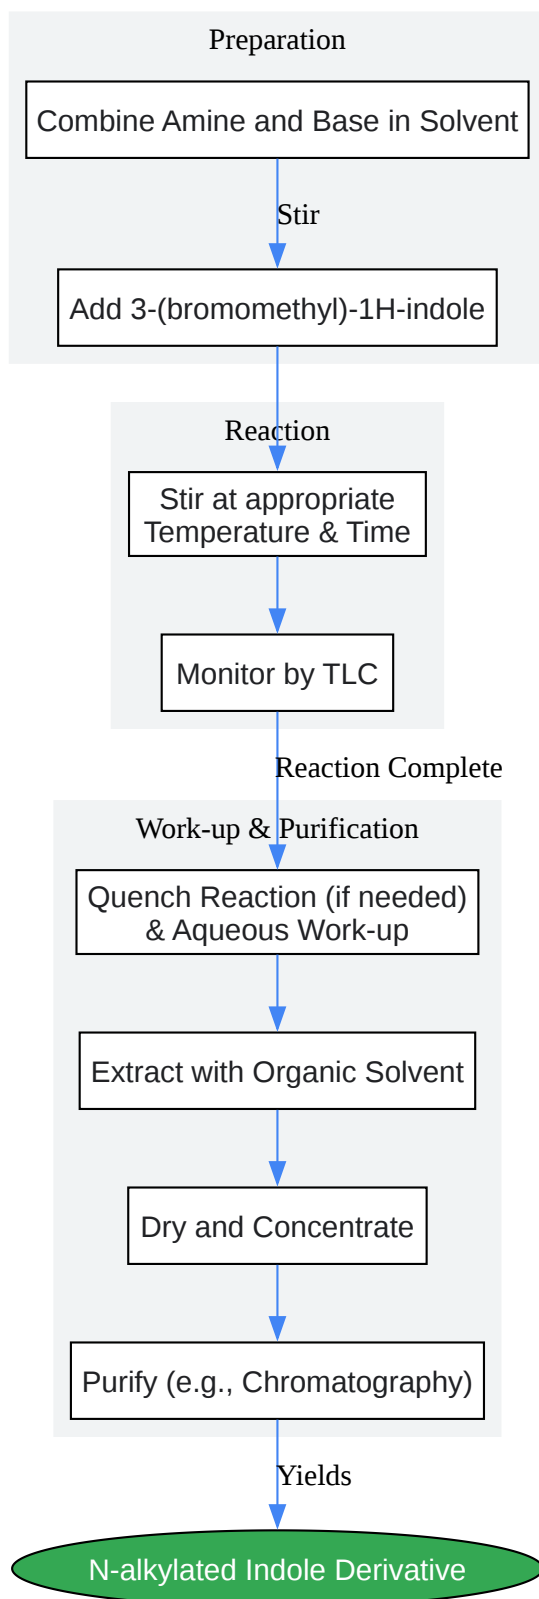 Preparation
Combine Amine and Base in Solvent
Stir
Add 3-(bromomethyl)-1H-indole
Reaction
Stir at appropriate
Temperature & Time
Monitor by TLC
Reaction Complete
Work-up & Purification
Quench Reaction (if needed)
& Aqueous Work-up
Extract with Organic Solvent
Dry and Concentrate
Purify (e.g., Chromatography)
Yields
N-alkylated Indole Derivative